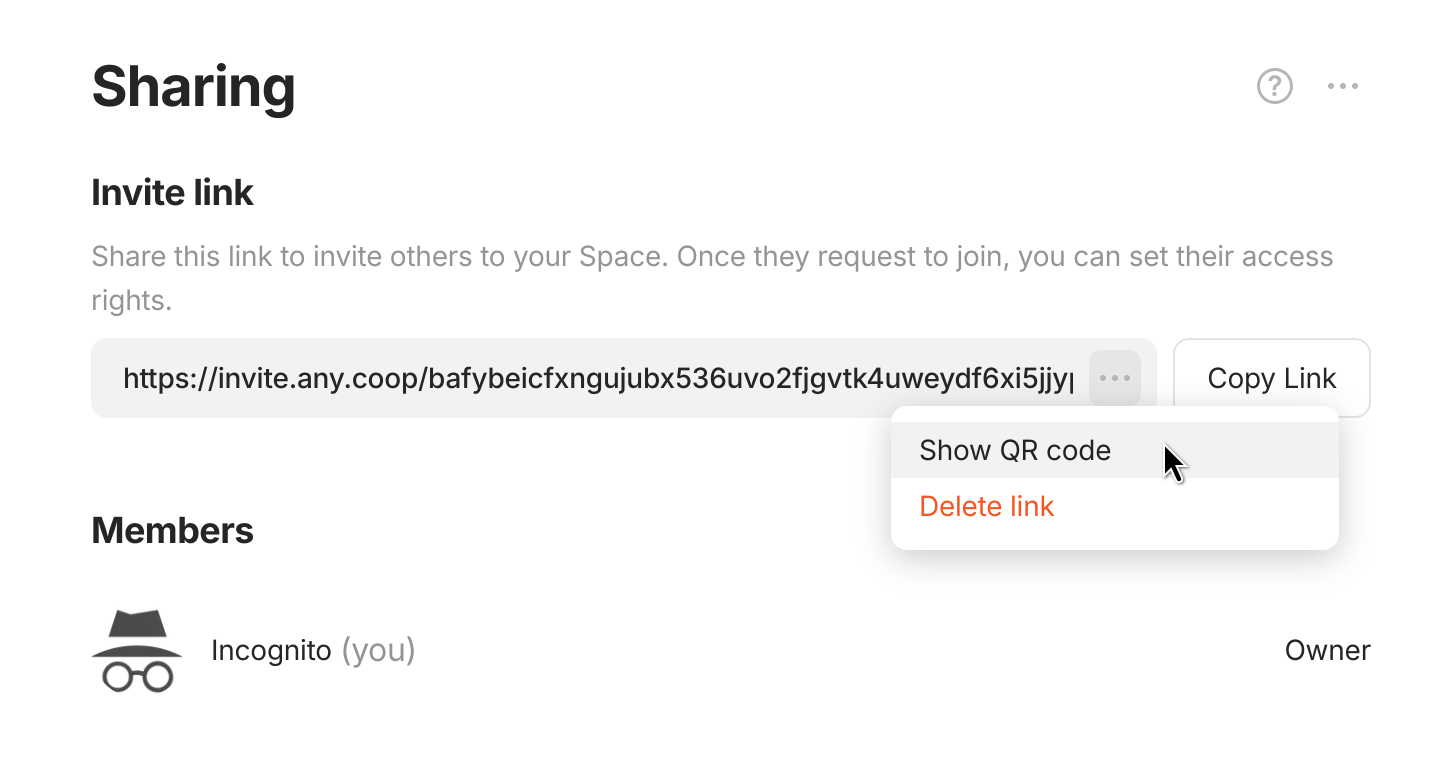 Sharing
Invite link
Share this link to invite others to your Space. Once they request to join, you can set their access
rights.
https://invite.any.coop/bafybeicfxngujubx536uvo2fjgvtk4uweydf6xi5jjy
Copy Link
Show QR code
Delete link
Members
Incognito (you)
Owner